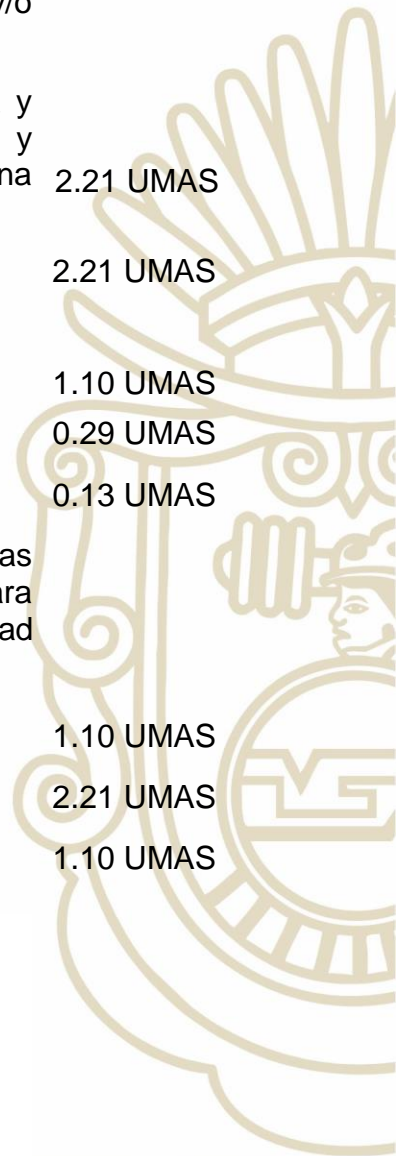 y/o
y
y
na 2.21 UMAS
2.21 UMAS
1.10 UMAS
0.29 UMAS
0.13 UMAS
as
ara
ad
1.10 UMAS
2.21 UMAS
1.10 UMAS